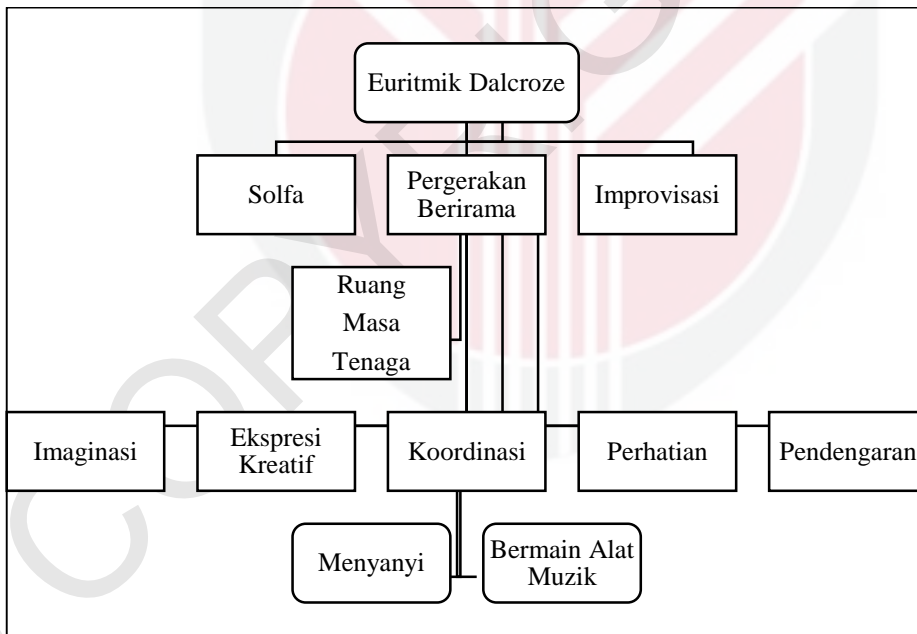 Euritmik Dalcroze
Solfa
Pergerakan
Berirama
Improvisasi
Ruang
Masa
Tenaga
Imaginasi
Ekspresi
Kreatif
Koordinasi
Perhatian
Pendengaran
Menyanyi
Bermain Alat
Muzik